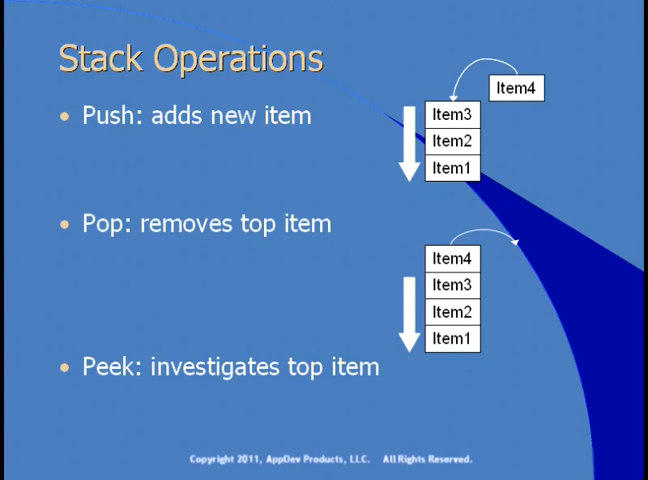 Stack Operations
• Push: adds new item
Item4
Item3
Item2
Item1
• Pop: removes top item
Item4
Item3
Item2
Item1
• Peek: investigates top item
Copyright 2011, AppDev Products, LLC. All Rights Reserved.